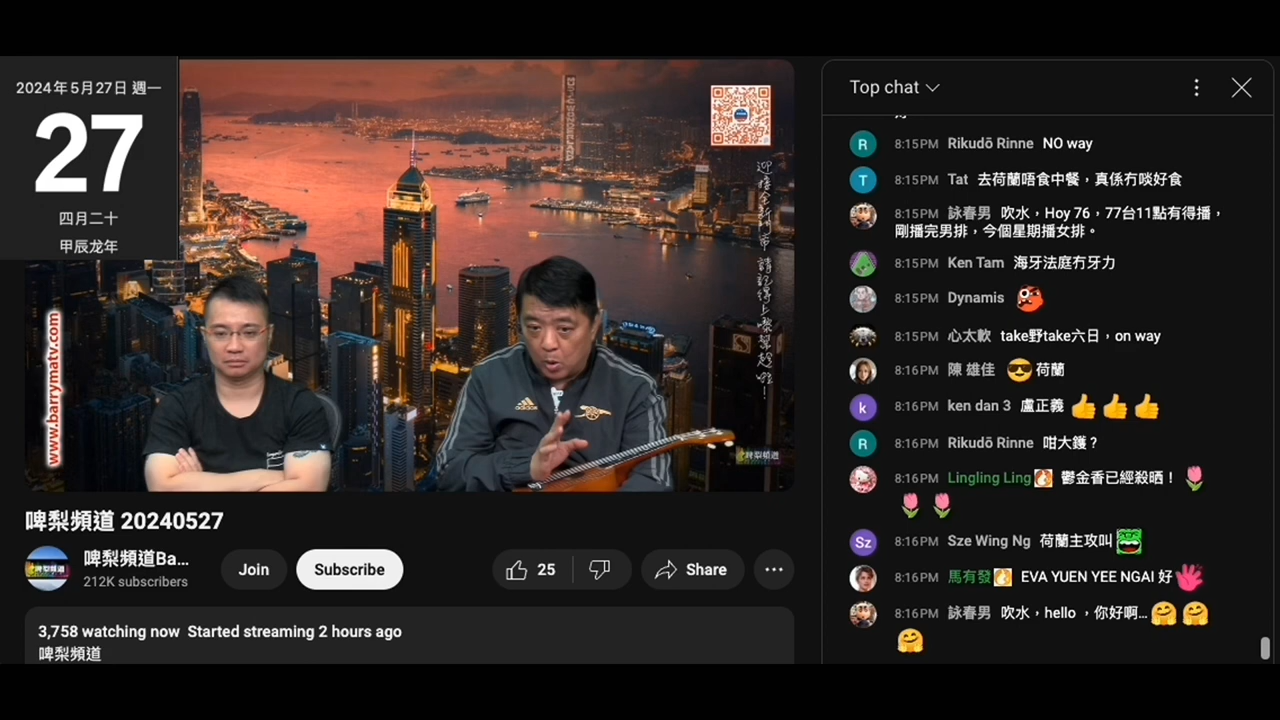 2024年5月27日 週一
27
四月二十
甲辰龙年
www.barrymatv.com
啤梨頻道
啤梨頻道 20240527
啤梨頻道Ba...
212K subscribers
Join
Subscribe
25
Share
3,758 watching now Started streaming 2 hours ago
啤梨頻道
Top chat
8:15PM Rikudō Rinne NO way
8:15PM Tat 去荷蘭唔食中餐，真係冇啖好食
8:15PM 詠春男 吹水，Hoy 76，77台11點有得播，
剛播完男排，今個星期播女排。
8:15PM Ken Tam 海牙法庭冇牙力
8:15PM Dynamis
8:15PM 心太軟 take野take六日，on way
8:16PM 陳 雄佳 😎荷蘭
8:16PM ken dan 3 盧正義 👍👍👍
8:16PM Rikudō Rinne 咁大鑊？
8:16PM Lingling Ling 鬱金香已經殺晒！🌷
🌷🌷
8:16PM Sze Wing Ng 荷蘭主攻叫
8:16PM 馬有發 EVA YUEN YEE NGAI 好
8:16PM 詠春男 吹水，hello ，你好啊...🤗🤗
🤗
R
T
k
R
Sz